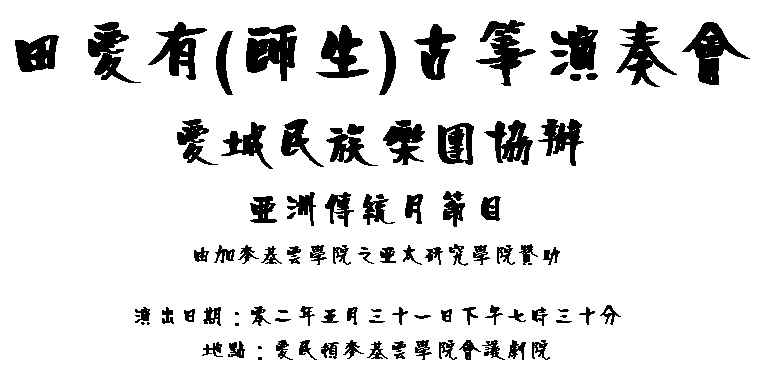 田愛有(師生)古箏演奏會
愛城民族樂團協辦
亞洲傳統月節目
由加麥基雲學院之亞太研究學院贊助
演出日期：零二年五月三十一日下午七時三十分
地點：愛民頓麥基雲學院會議劇院